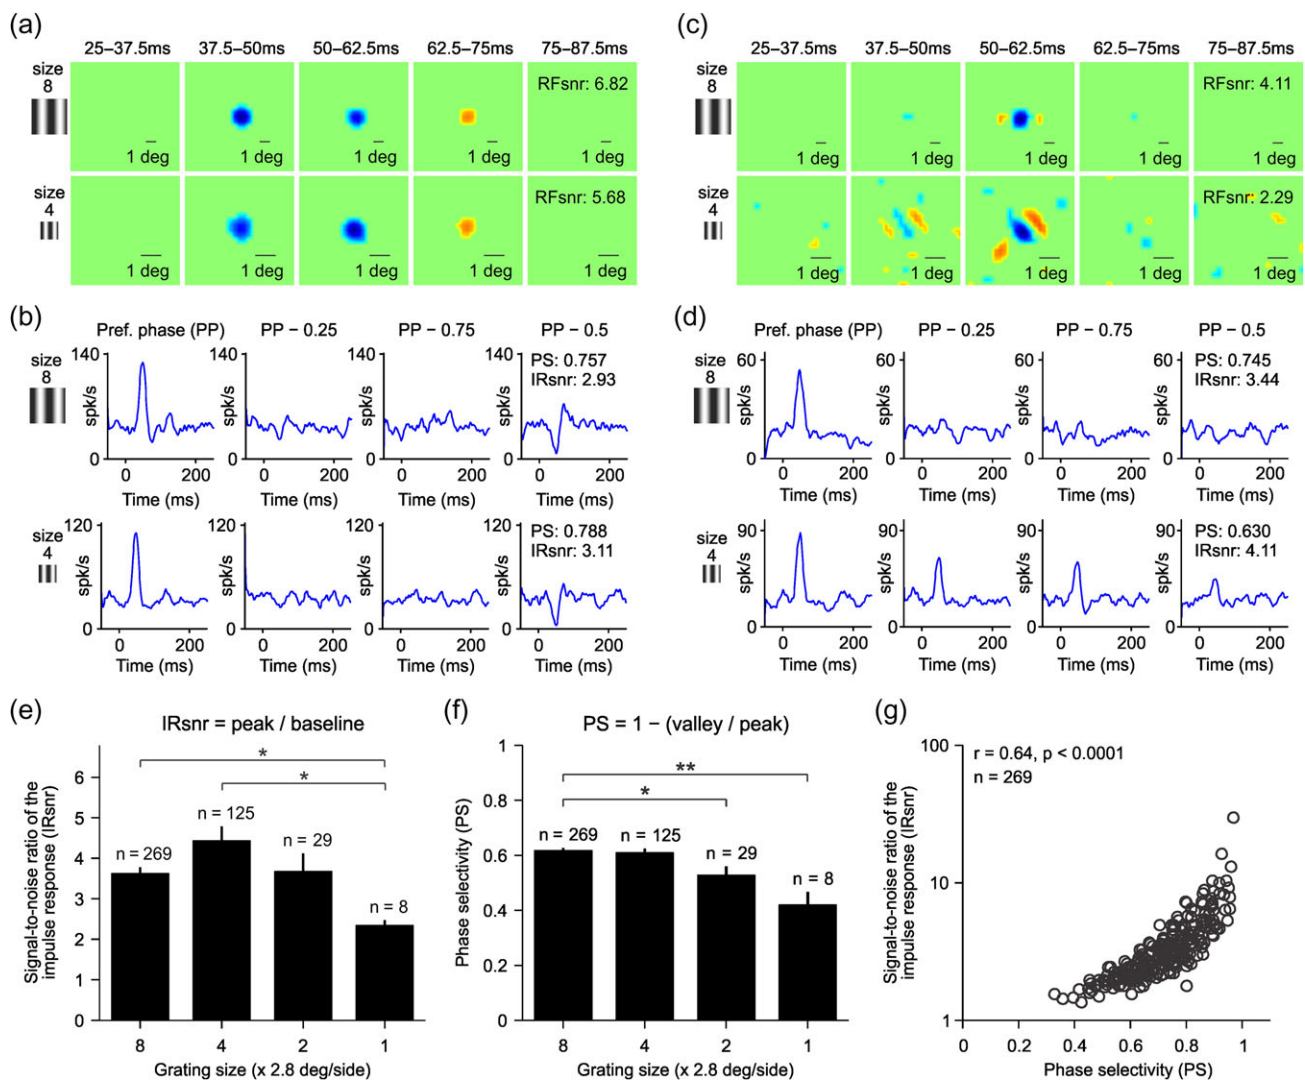 (a)
25–37.5ms 37.5–50ms 50–62.5ms 62.5–75ms 75–87.5ms
size
8
RFsnr: 6.82
1 deg 1 deg 1 deg 1 deg 1 deg
size
4
RFsnr: 5.68
1 deg 1 deg 1 deg 1 deg 1 deg
(c)
25–37.5ms 37.5–50ms 50–62.5ms 62.5–75ms 75–87.5ms
size
8
RFsnr: 4.11
1 deg 1 deg 1 deg 1 deg 1 deg
size
4
RFsnr: 2.29
1 deg 1 deg 1 deg 1 deg 1 deg
(b)
Pref. phase (PP) PP – 0.25 PP – 0.75 PP – 0.5
size
8
140 140 140 140
PS: 0.757
IRsnr: 2.93
spk/s spk/s spk/s spk/s
0 0 0 0
0 200 0 200 0 200 0 200
Time (ms) Time (ms) Time (ms) Time (ms)
size
4
120 120 120 120
PS: 0.788
IRsnr: 3.11
spk/s spk/s spk/s spk/s
0 0 0 0
0 200 0 200 0 200 0 200
Time (ms) Time (ms) Time (ms) Time (ms)
(d)
Pref. phase (PP) PP – 0.25 PP – 0.75 PP – 0.5
size
8
60 60 60 60
PS: 0.745
IRsnr: 3.44
spk/s spk/s spk/s spk/s
0 0 0 0
0 200 0 200 0 200 0 200
Time (ms) Time (ms) Time (ms) Time (ms)
size
4
90 90 90 90
PS: 0.630
IRsnr: 4.11
spk/s spk/s spk/s spk/s
0 0 0 0
0 200 0 200 0 200 0 200
Time (ms) Time (ms) Time (ms) Time (ms)
(e)
IRsnr = peak / baseline
Signal-to-noise ratio of the
impulse response (IRsnr)
6
5
4
3
2
1
0
*
*
n = 269
n = 125
n = 29
n = 8
8 4 2 1
Grating size (x 2.8 deg/side)
(f)
PS = 1 – (valley / peak)
Phase selectivity (PS)
1
0.8
0.6
0.4
0.2
0
**
*
n = 269
n = 125
n = 29
n = 8
8 4 2 1
Grating size (x 2.8 deg/side)
(g)
Signal-to-noise ratio of the
impulse response (IRsnr)
100
10
1
r = 0.64, p < 0.0001
n = 269
0 0.2 0.4 0.6 0.8 1
Phase selectivity (PS)